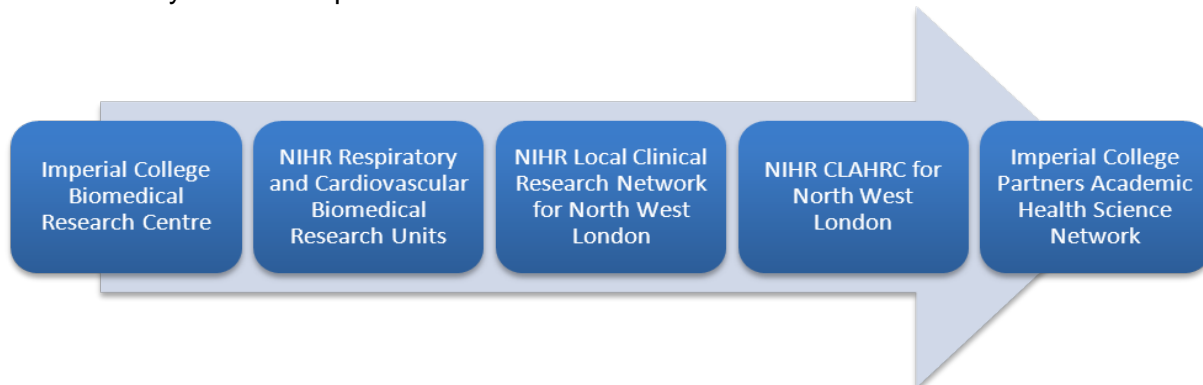 Imperial College
Biomedical
Research Centre
NIHR Respiratory
and Cardiovascular
Biomedical
Research Units
NIHR Local Clinical
Research Network
for North West
London
NIHR CLAHRC for
North West
London
Imperial College
Partners Academic
Health Science
Network